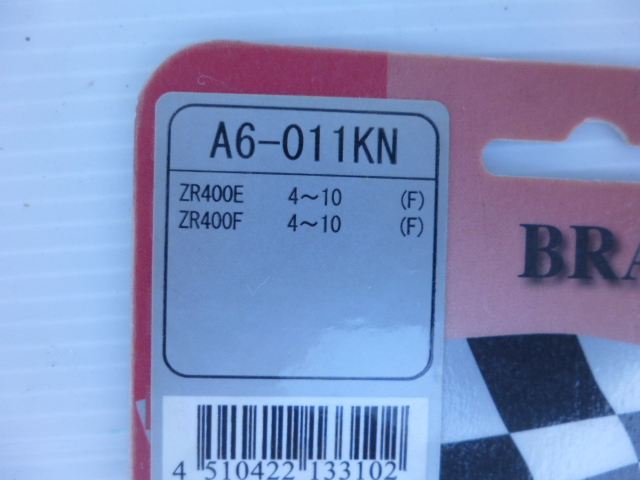 A6-011KN
ZR400E 4～10 (F)
ZR400F 4～10 (F)
BRA
4 510422 133102